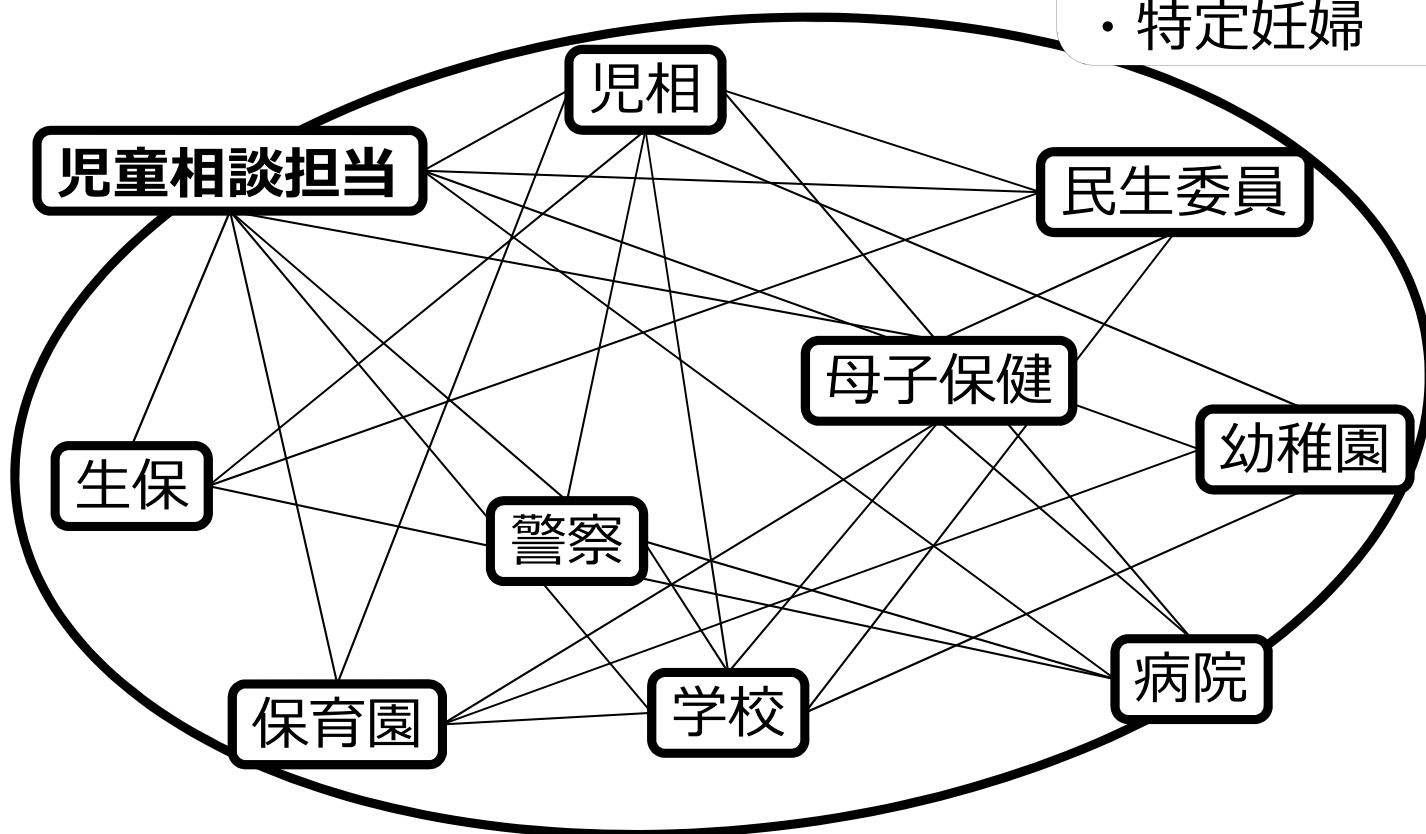 ・特定妊婦
児相
児童相談担当
民生委員
母子保健
幼稚園
生保
警察
病院
学校
保育園